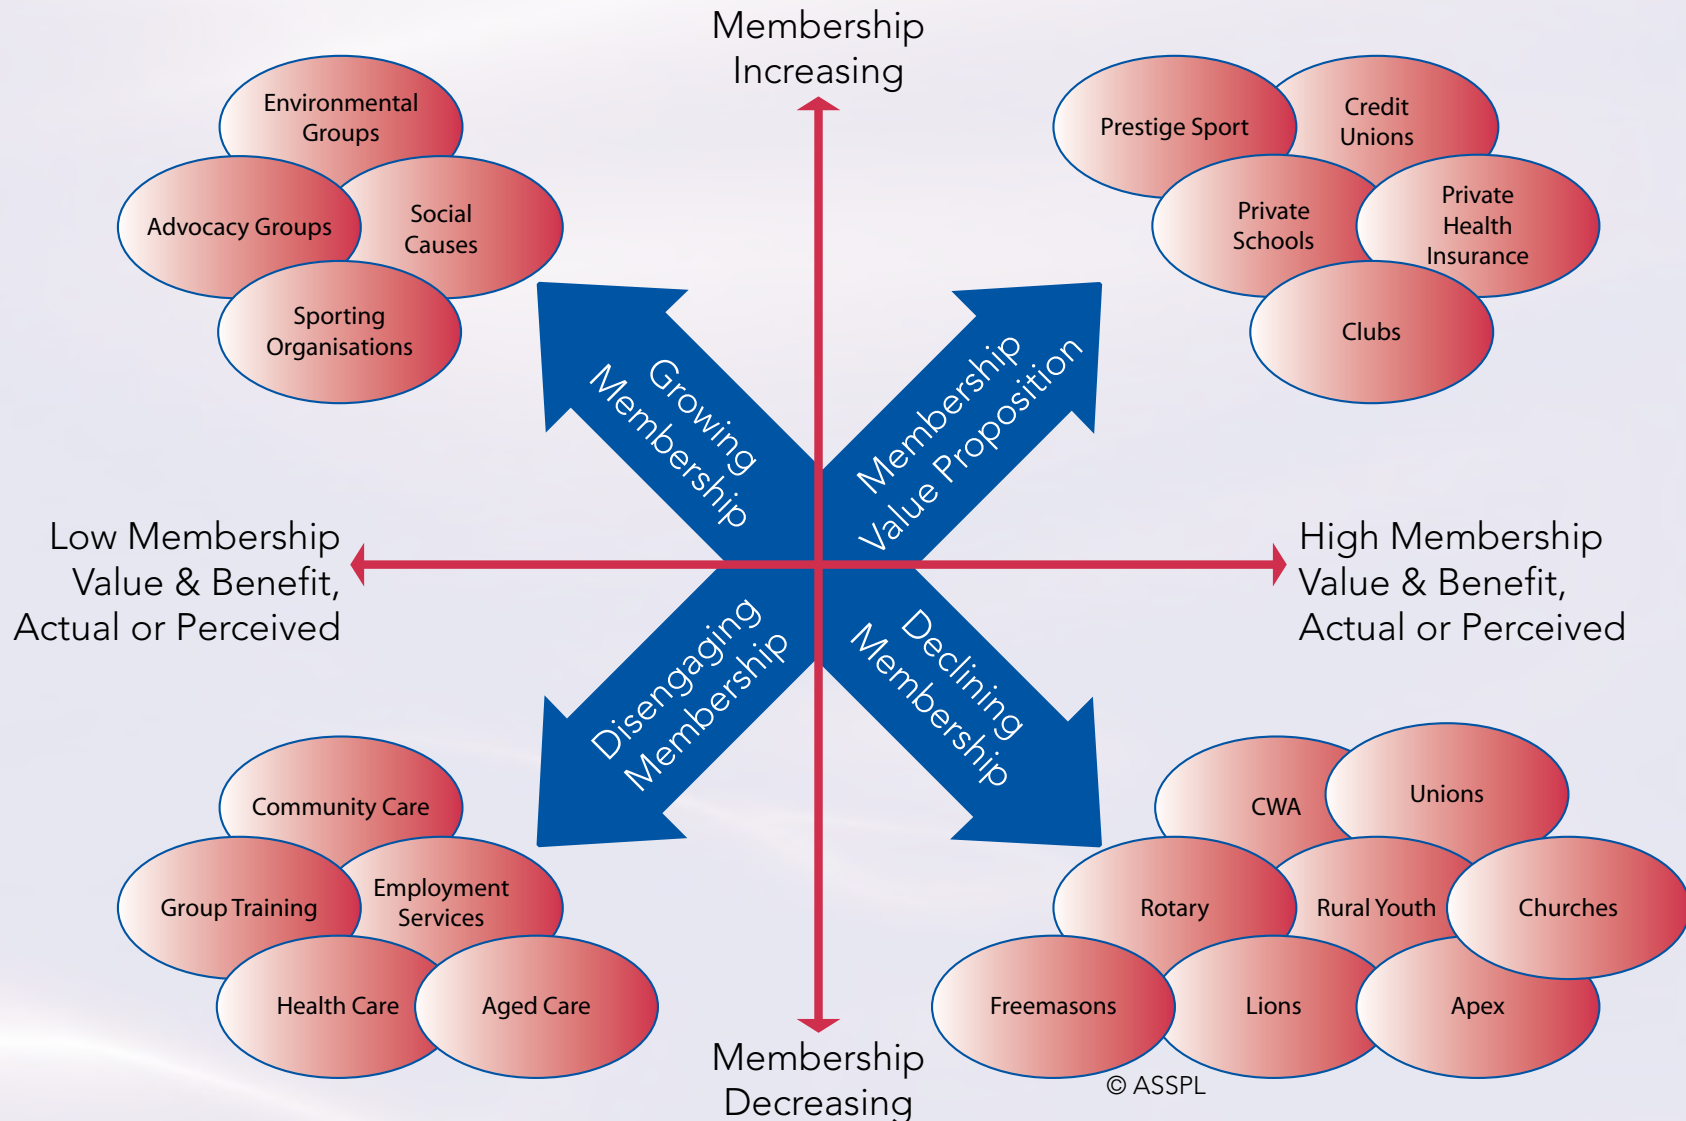 Membership
Increasing
Environmental
Groups
Advocacy Groups
Social
Causes
Sporting
Organisations
Prestige Sport
Credit
Unions
Private
Schools
Private
Health
Insurance
Clubs
Growing
Membership
Membership
Value Proposition
Low Membership
Value & Benefit,
Actual or Perceived
High Membership
Value & Benefit,
Actual or Perceived
Disengaging
Membership
Declining
Membership
Community Care
Group Training
Employment
Services
Health Care
Aged Care
CWA
Unions
Rotary
Rural Youth
Churches
Freemasons
Lions
Apex
Membership
Decreasing
© ASSPL